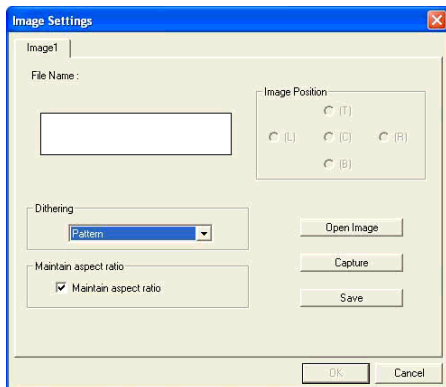 Image Settings
Image1
File Name :
Image Position
(T)
(L)
(C)
(R)
(B)
Dithering
Pattern
Open Image
Maintain aspect ratio
Capture
Maintain aspect ratio
Save
OK
Cancel